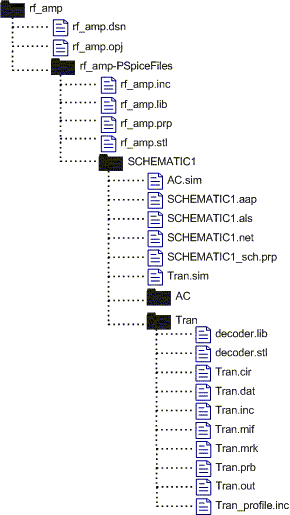 rf_amp
rf_amp.dsn
rf_amp.opj
rf_amp-PSpiceFiles
rf_amp.inc
rf_amp.lib
rf_amp.prp
rf_amp.stl
SCHEMATIC1
AC.sim
SCHEMATIC1.aap
SCHEMATIC1.als
SCHEMATIC1.net
SCHEMATIC1_sch.prp
Tran.sim
AC
Tran
decoder.lib
decoder.stl
Tran.cir
Tran.dat
Tran.inc
Tran.mif
Tran.mrk
Tran.prb
Tran.out
Tran_profile.inc